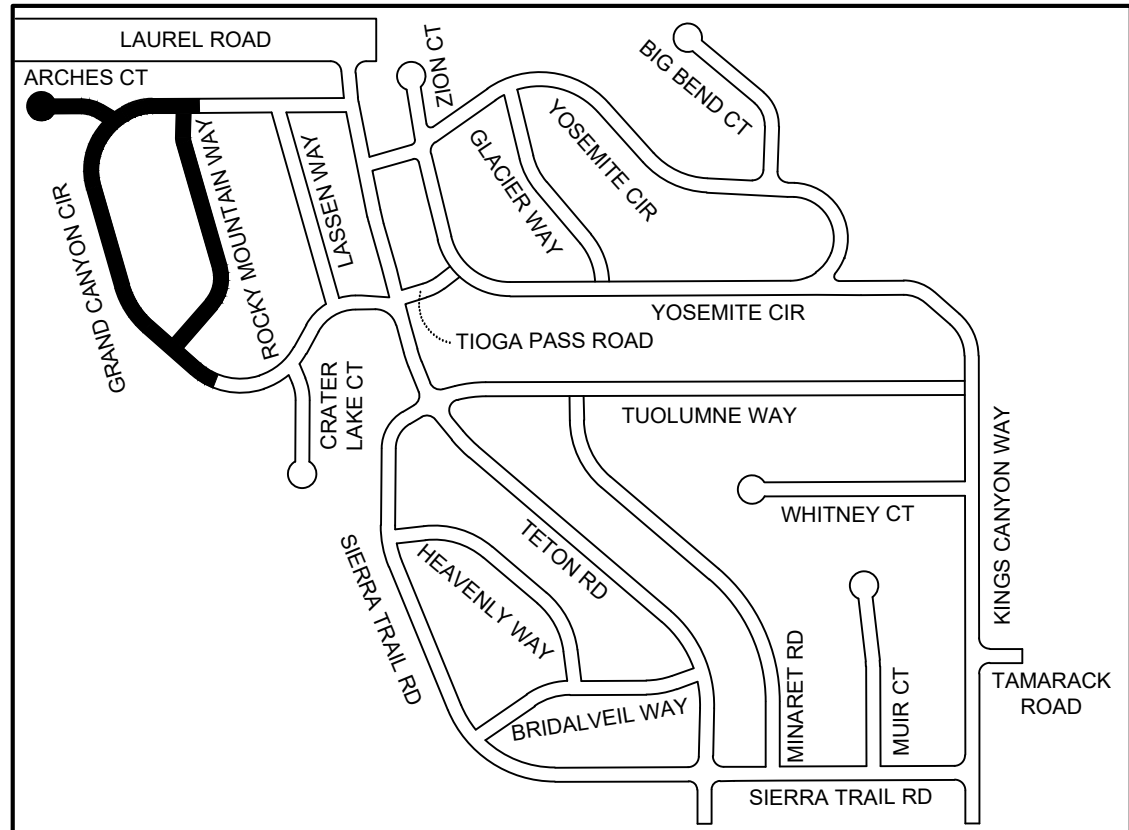 LAUREL ROAD
ARCHES CT
ZION CT
BIG BEND CT
YOSEMITE CIR
GLACIER WAY
LASSEN WAY
ROCKY MOUNTAIN WAY
GRAND CANYON CIR
YOSEMITE CIR
TIOGA PASS ROAD
CRATER
LAKE CT
TUOLUMNE WAY
WHITNEY CT
KINGS CANYON WAY
TETON RD
HEAVENLY WAY
SIERRA TRAIL RD
BRIDALVEIL WAY
MINARET RD
MUIR CT
TAMARACK
ROAD
SIERRA TRAIL RD